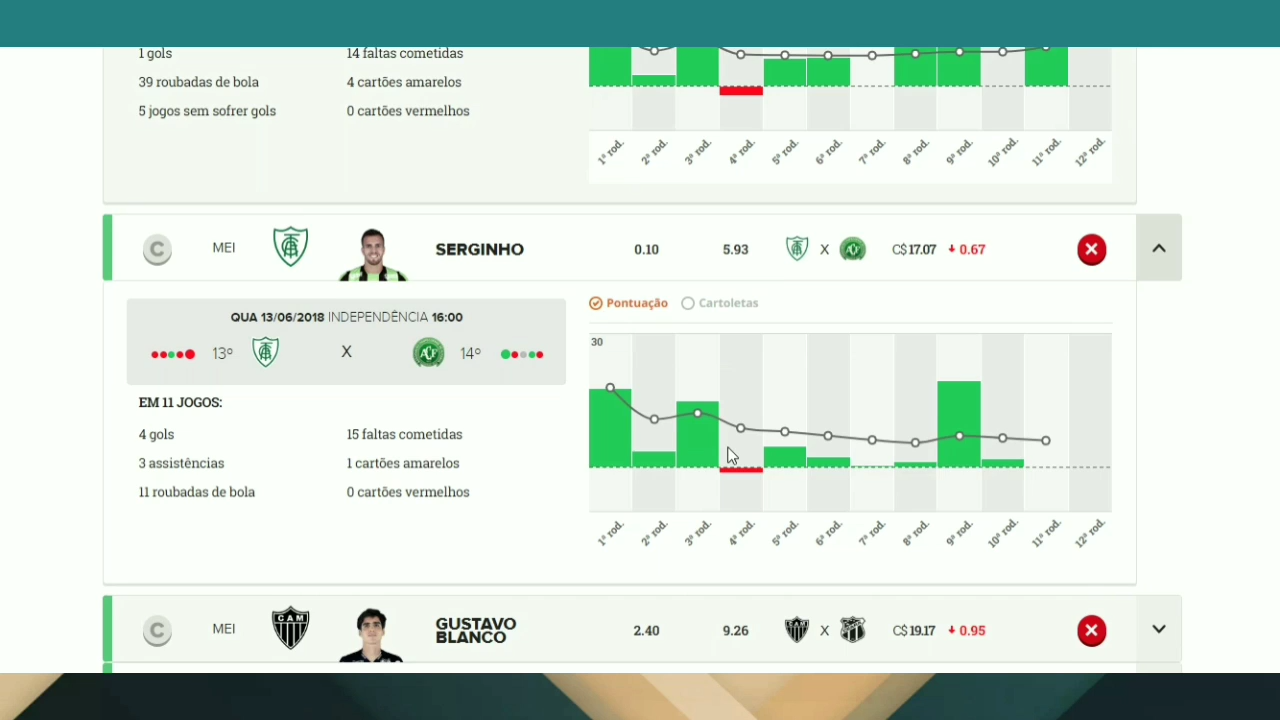 1 gols 14 faltas cometidas
39 roubadas de bola 4 cartões amarelos
5 jogos sem sofrer gols 0 cartões vermelhos
1ª rod. 2ª rod. 3ª rod. 4ª rod. 5ª rod. 6ª rod. 7ª rod. 8ª rod. 9ª rod. 10ª rod. 11ª rod. 12ª rod.
C MEI SERGINHO 0.10 5.93 X C$ 17.07 0.67
QUA 13/06/2018 INDEPENDÊNCIA 16:00
13º X ACF 14º
Pontuação Cartoletas
30
EM 11 JOGOS:
4 gols 15 faltas cometidas
3 assistências 1 cartões amarelos
11 roubadas de bola 0 cartões vermelhos
1ª rod. 2ª rod. 3ª rod. 4ª rod. 5ª rod. 6ª rod. 7ª rod. 8ª rod. 9ª rod. 10ª rod. 11ª rod. 12ª rod.
C MEI CAM GUSTAVO
BLANCO 2.40 9.26 X C$ 19.17 0.95